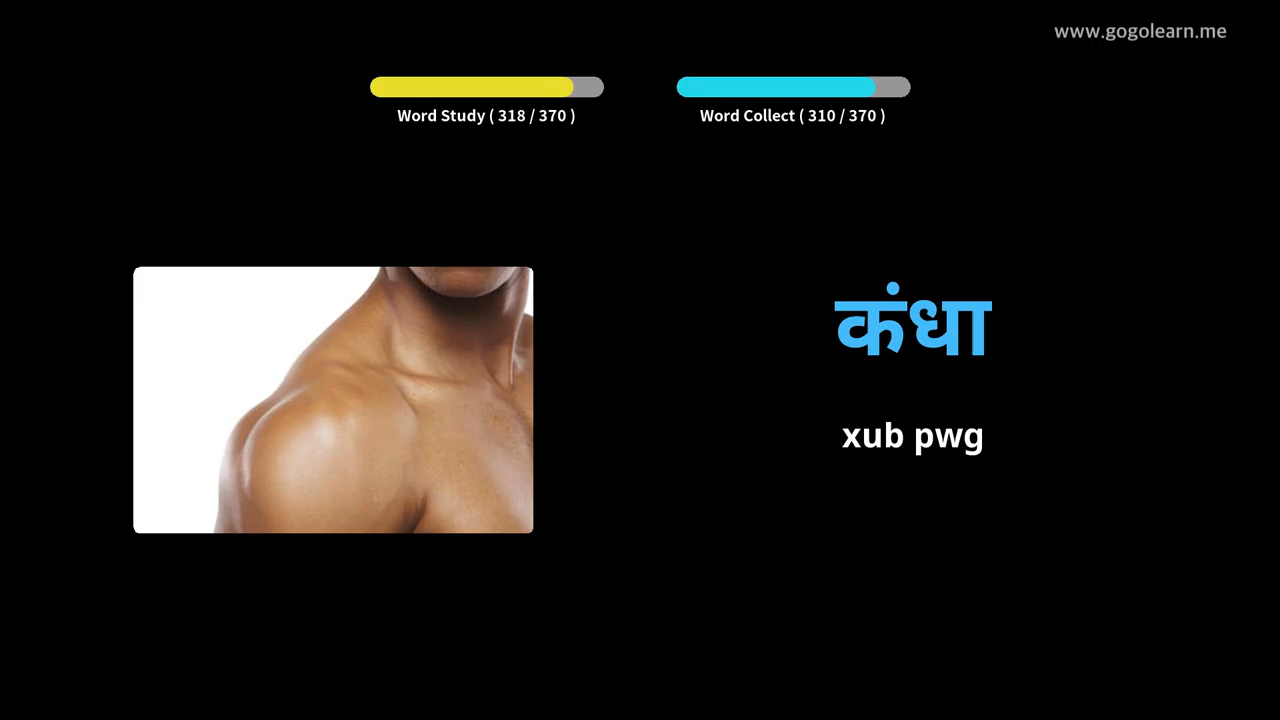 www.gogolearn.me
Word Study ( 318 / 370 )
Word Collect ( 310 / 370 )
कंधा
xub pwg